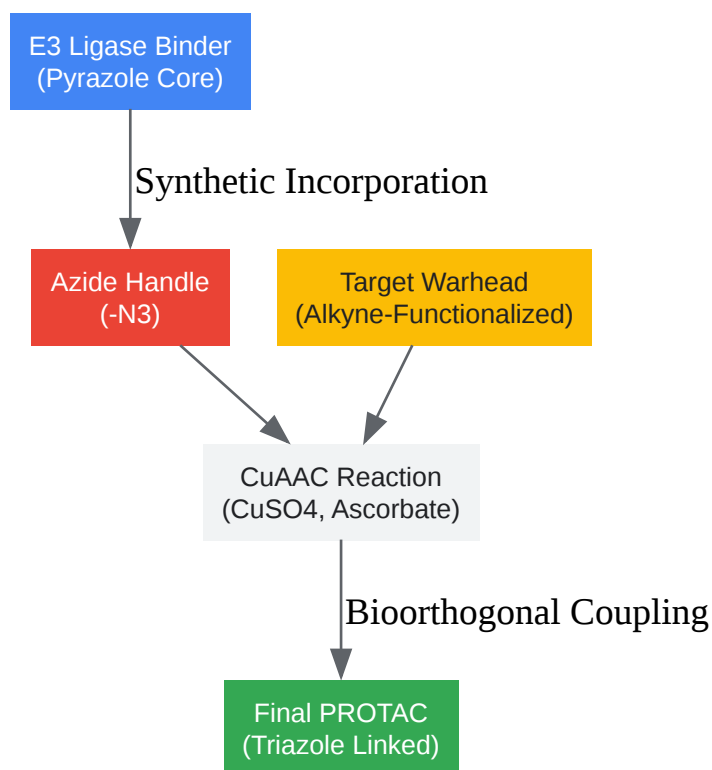 E3 Ligase Binder
(Pyrazole Core)
Synthetic Incorporation
Azide Handle
(-N3)
Target Warhead
(Alkyne-Functionalized)
CuAAC Reaction
(CuSO4, Ascorbate)
Bioorthogonal Coupling
Final PROTAC
(Triazole Linked)